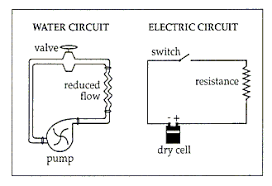 WATER CIRCUIT
valve
reduced
flow
pump
ELECTRIC CIRCUIT
switch
resistance
- +
dry cell